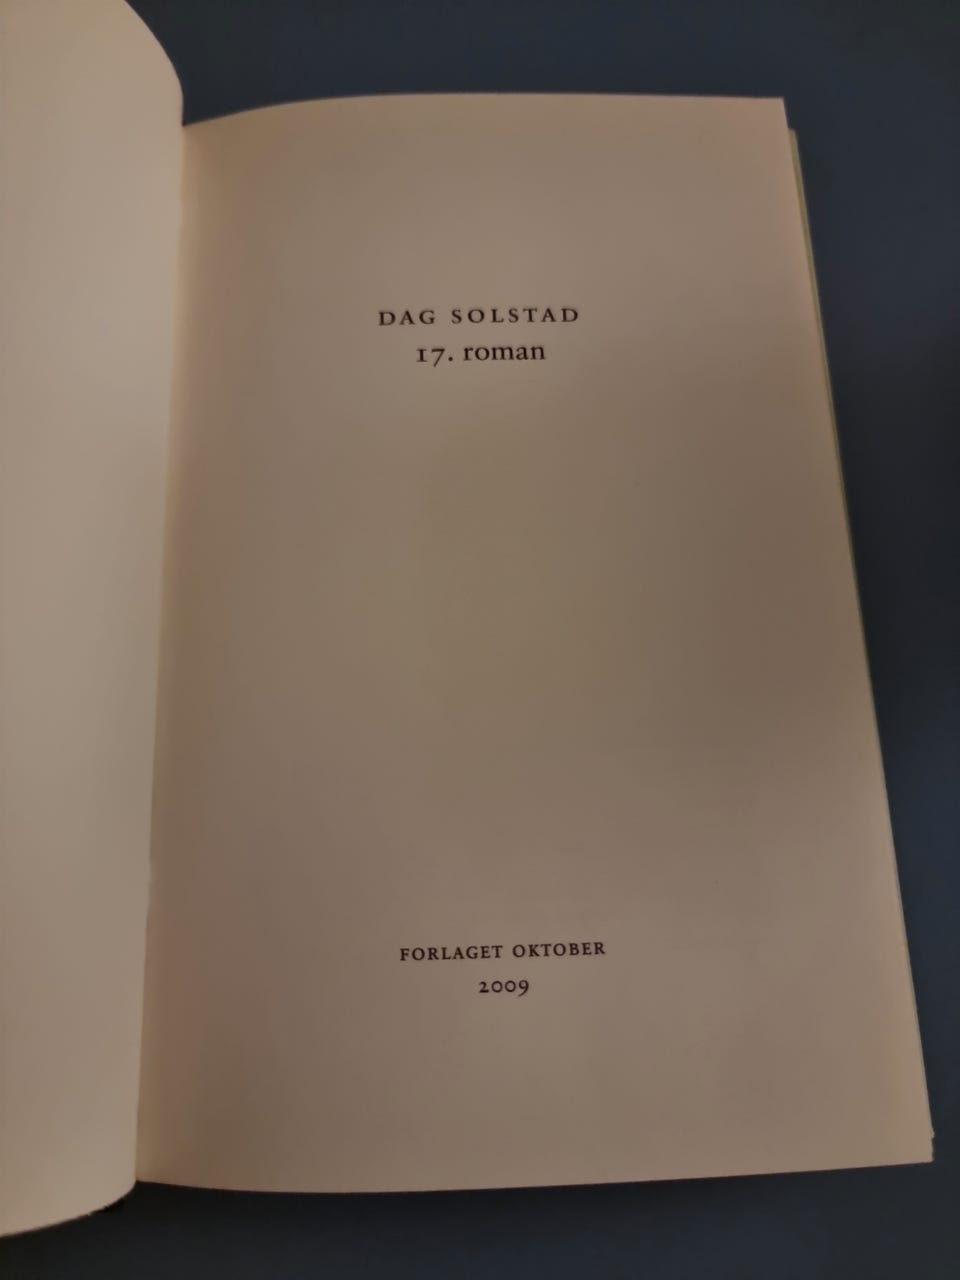 DAG SOLSTAD
17. roman
FORLAGET OKTOBER
2009